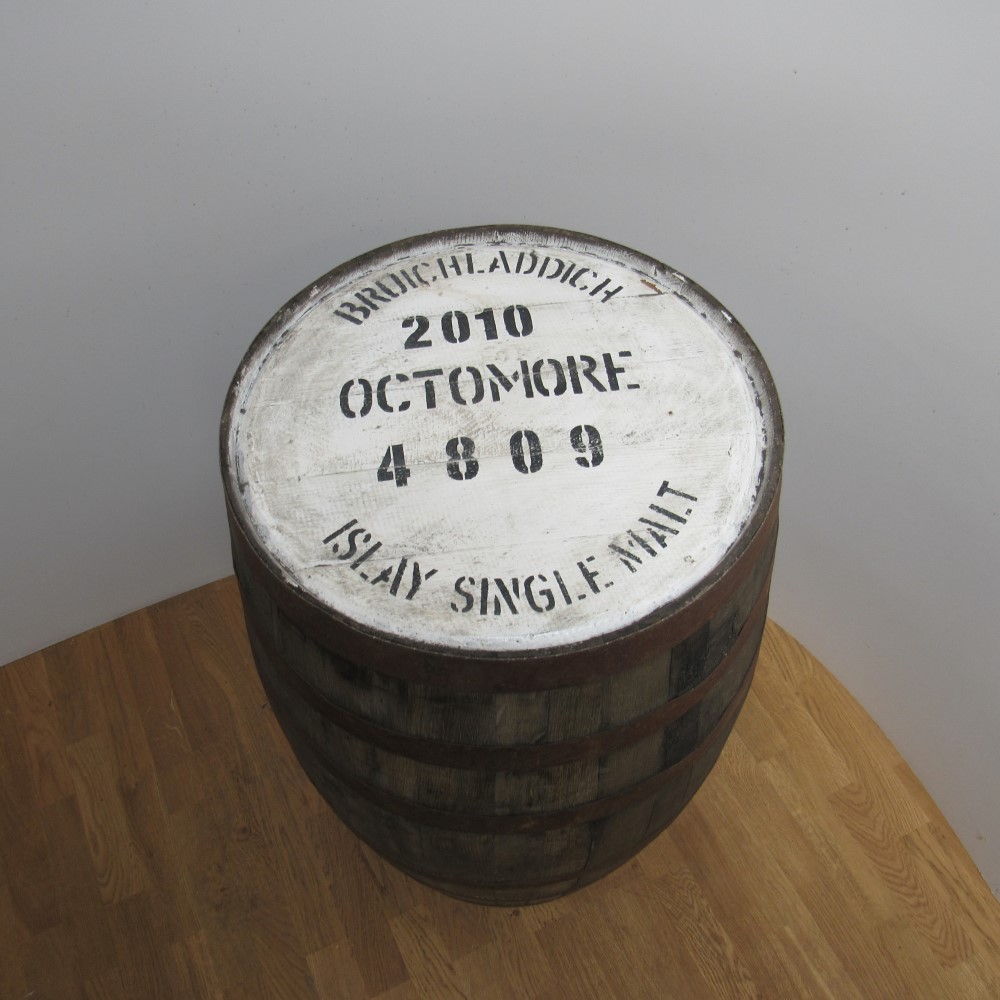 BRUICHLADDICH
2010
OCTOMORE
4809
ISLAY SINGLE MALT